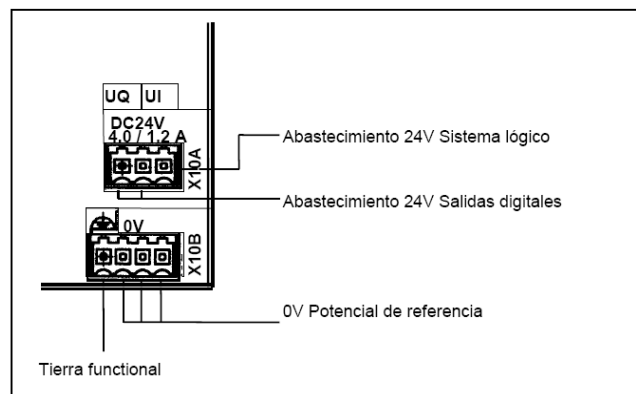 UQ UI
DC24V
4.0 / 1.2 A
X10A
Abastecimiento 24V Sistema lógico
Abastecimiento 24V Salidas digitales
0V
X10B
0V Potencial de referencia
Tierra functional